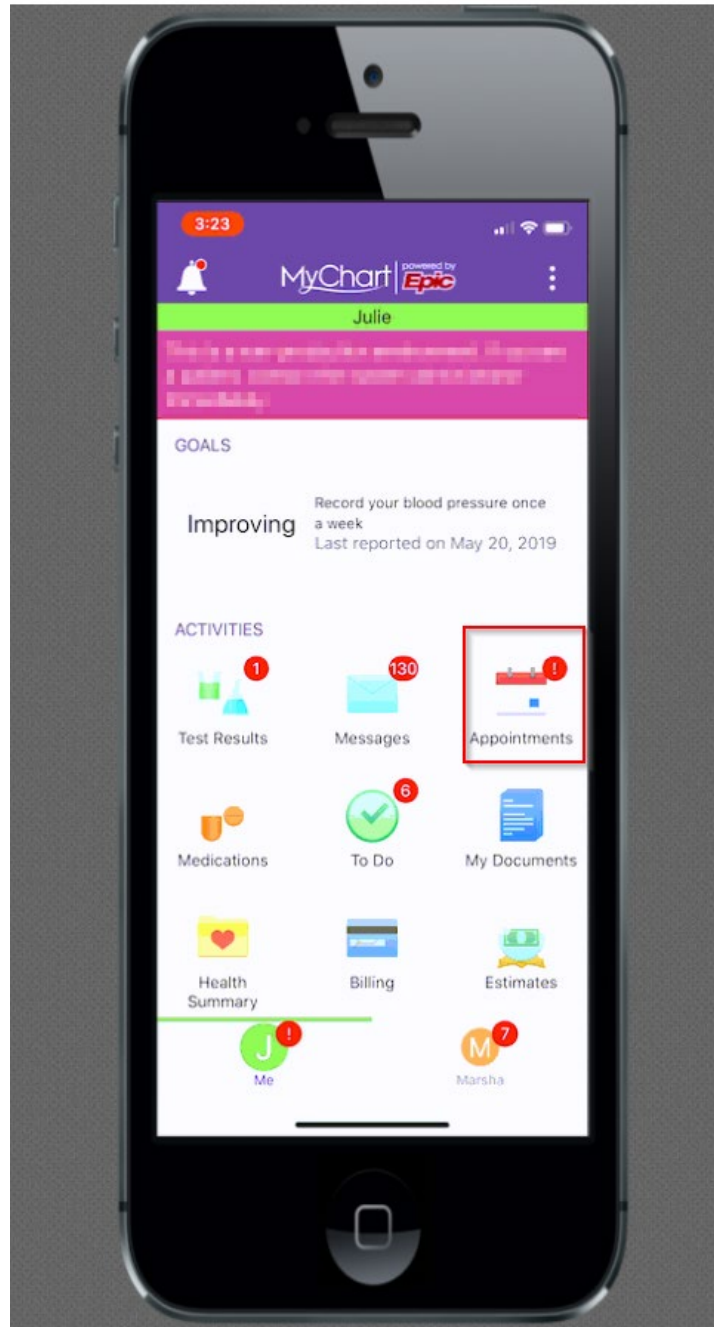 3:23
MyChart powered by Epic
Julie
GOALS
Improving
Record your blood pressure once
a week
Last reported on May 20, 2019
ACTIVITIES
1
130
!
Test Results
Messages
Appointments
6
Medications
To Do
My Documents
Health
Summary
Billing
Estimates
J
!
M
7
Me
Marsha